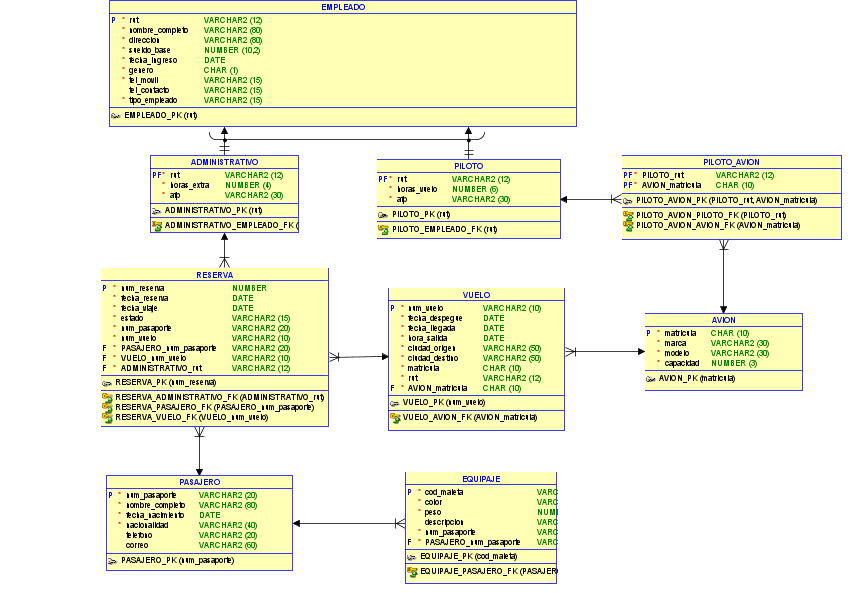 EMPLEADO
P * rut VARCHAR2 (12)
* nombre_completo VARCHAR2 (80)
* direccion VARCHAR2 (80)
* sueldo_base NUMBER (10,2)
* fecha_ingreso DATE
* genero CHAR (1)
* tel_movil VARCHAR2 (15)
tel_contacto VARCHAR2 (15)
* tipo_empleado VARCHAR2 (15)
EMPLEADO_PK (rut)
ADMINISTRATIVO
PF* rut VARCHAR2 (12)
* horas_extra NUMBER (4)
* afp VARCHAR2 (30)
ADMINISTRATIVO_PK (rut)
ADMINISTRATIVO_EMPLEADO_FK (
PILOTO
PF* rut VARCHAR2 (12)
* horas_vuelo NUMBER (6)
* afp VARCHAR2 (30)
PILOTO_PK (rut)
PILOTO_EMPLEADO_FK (rut)
PILOTO_AVION
PF* PILOTO_rut VARCHAR2 (12)
PF* AVION_matricula CHAR (10)
PILOTO_AVION_PK (PILOTO_rut, AVION_matricula)
PILOTO_AVION_PILOTO_FK (PILOTO_rut)
PILOTO_AVION_AVION_FK (AVION_matricula)
RESERVA
P * num_reserva NUMBER
* fecha_reserva DATE
* fecha_viaje DATE
* estado VARCHAR2 (15)
* num_pasaporte VARCHAR2 (20)
* num_vuelo VARCHAR2 (10)
F * PASAJERO_num_pasaporte VARCHAR2 (20)
F * VUELO_num_vuelo VARCHAR2 (10)
F * ADMINISTRATIVO_rut VARCHAR2 (12)
RESERVA_PK (num_reserva)
RESERVA_ADMINISTRATIVO_FK (ADMINISTRATIVO_rut)
RESERVA_PASAJERO_FK (PASAJERO_num_pasaporte)
RESERVA_VUELO_FK (VUELO_num_vuelo)
VUELO
P * num_vuelo VARCHAR2 (10)
* fecha_despegue DATE
* fecha_llegada DATE
* hora_salida DATE
* ciudad_origen VARCHAR2 (50)
* ciudad_destino VARCHAR2 (50)
* matricula CHAR (10)
* rut VARCHAR2 (12)
F * AVION_matricula CHAR (10)
VUELO_PK (num_vuelo)
VUELO_AVION_FK (AVION_matricula)
AVION
P * matricula CHAR (10)
* marca VARCHAR2 (30)
* modelo VARCHAR2 (30)
* capacidad NUMBER (3)
AVION_PK (matricula)
PASAJERO
P * num_pasaporte VARCHAR2 (20)
* nombre_completo VARCHAR2 (80)
* fecha_nacimiento DATE
* nacionalidad VARCHAR2 (40)
telefono VARCHAR2 (20)
correo VARCHAR2 (60)
PASAJERO_PK (num_pasaporte)
EQUIPAJE
P * cod_maleta VARC
* color VARC
* peso NUM
descripcion VARC
* num_pasaporte VARC
F * PASAJERO_num_pasaporte VARC
EQUIPAJE_PK (cod_maleta)
EQUIPAJE_PASAJERO_FK (PASAJER